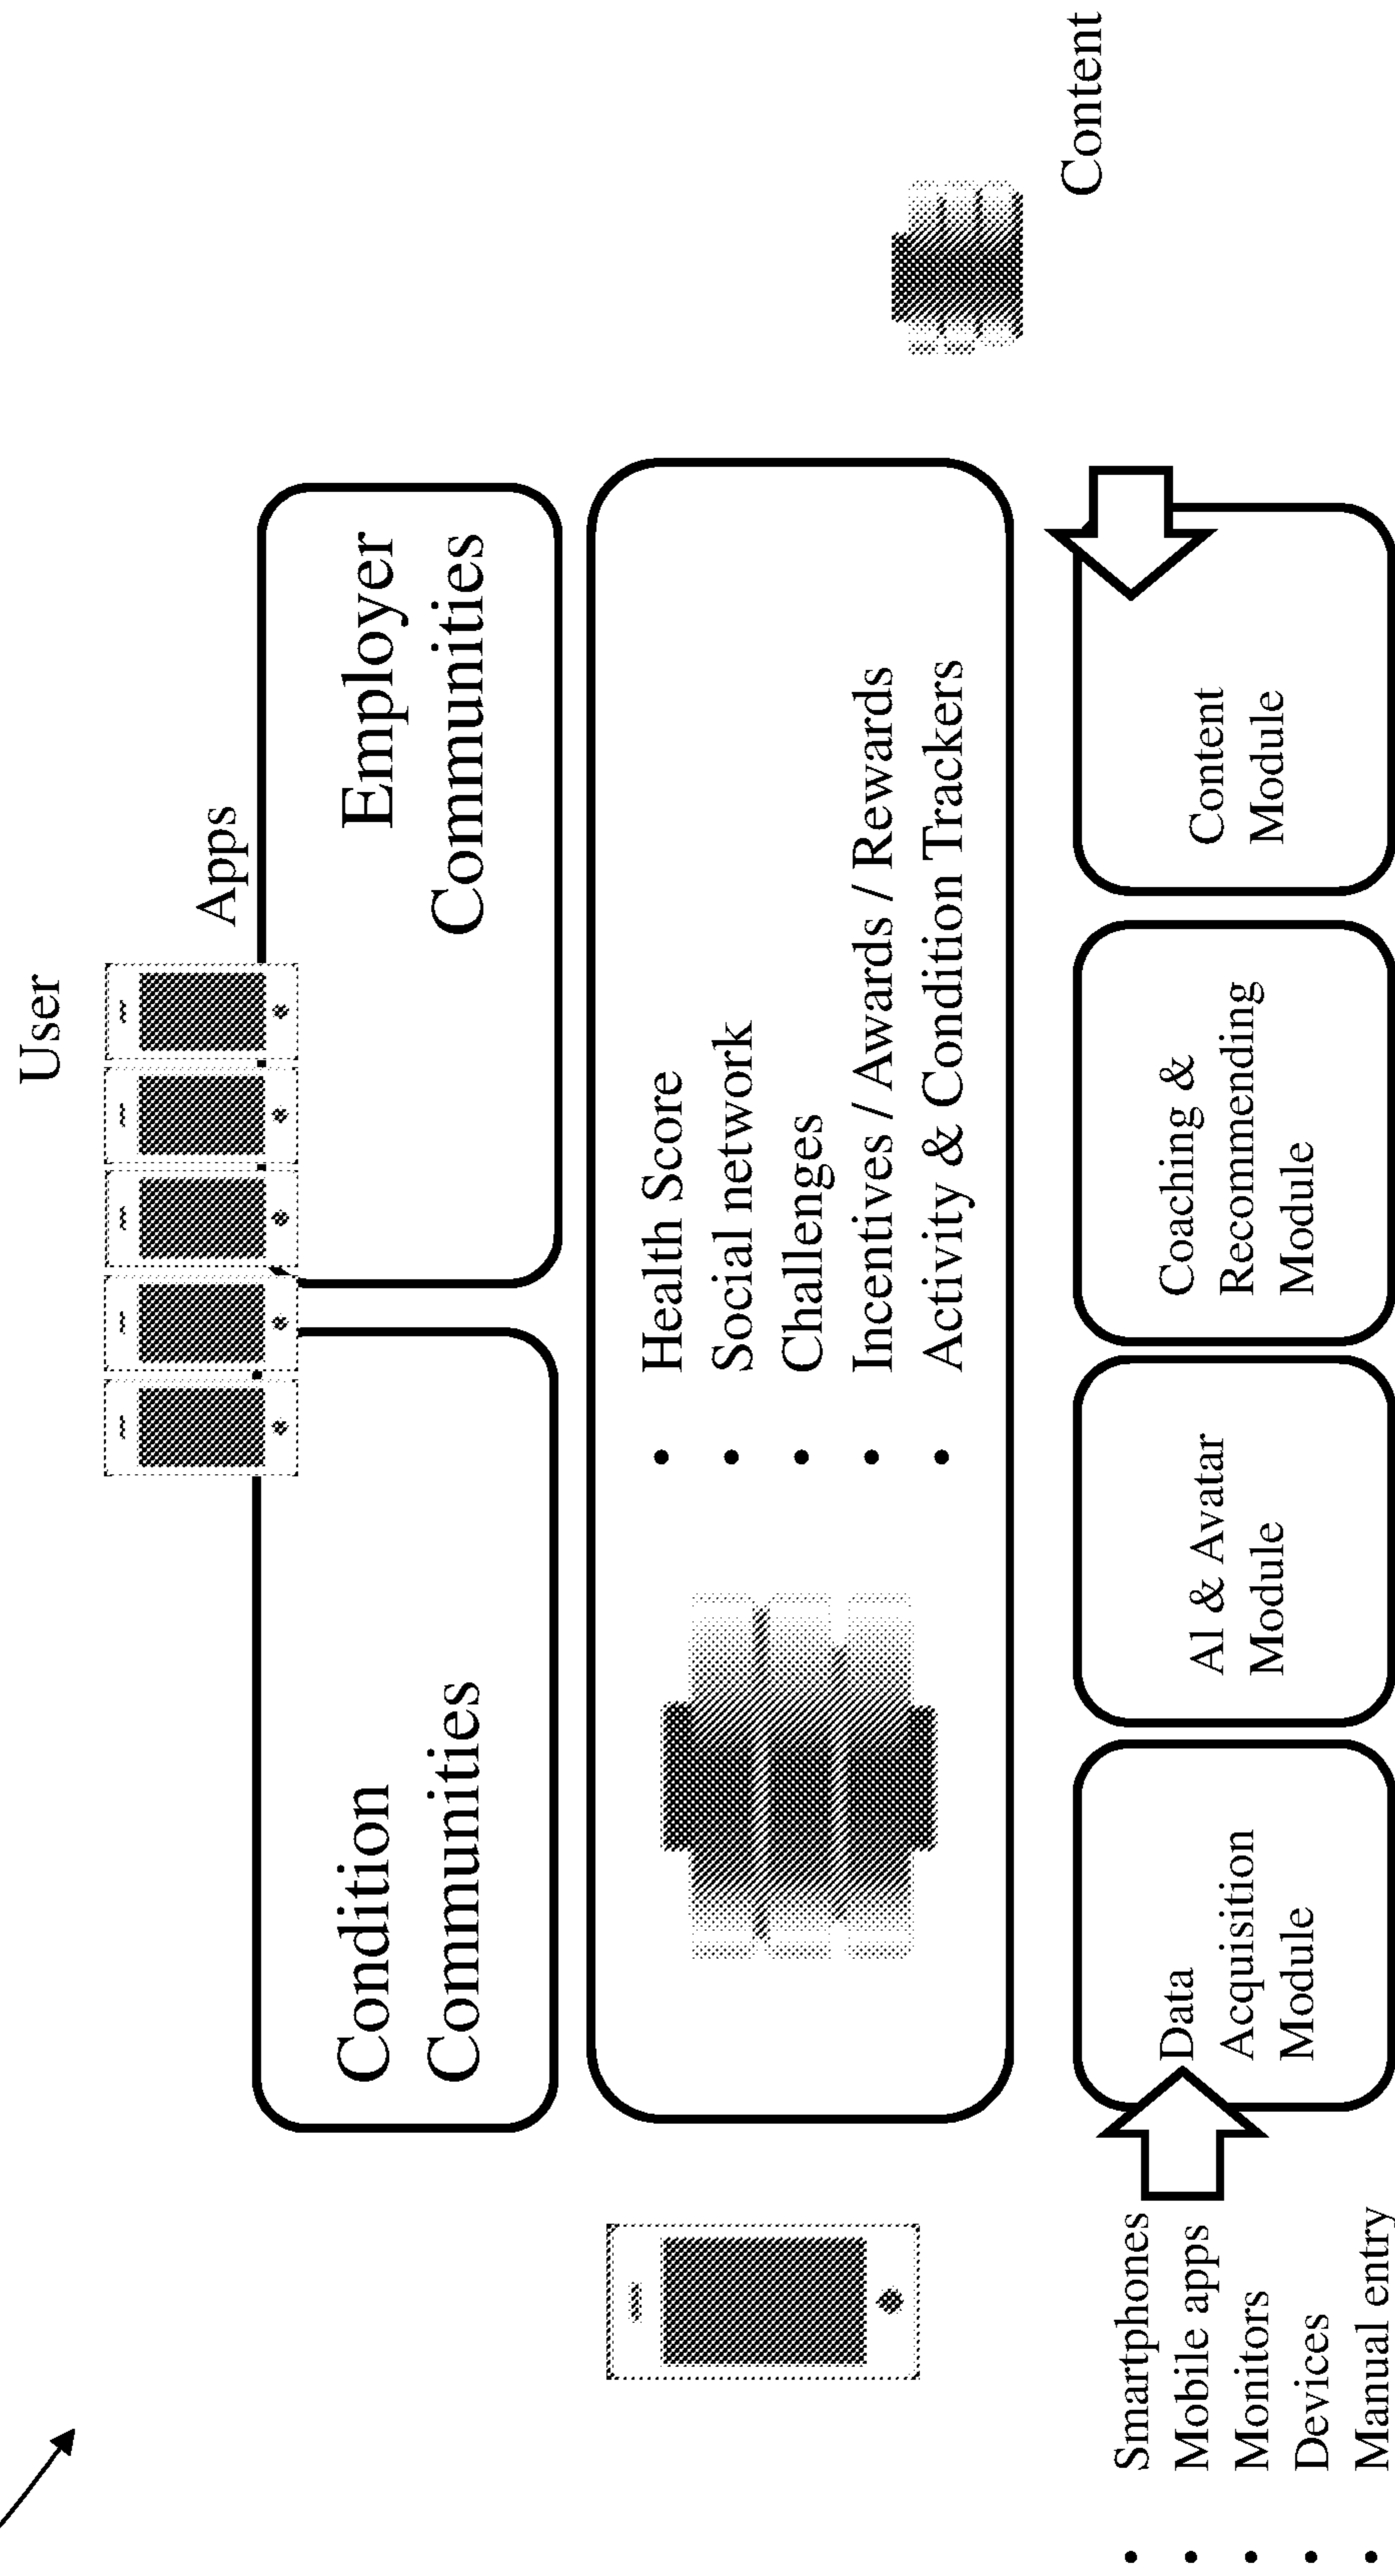 User
Apps
Condition
Communities
Employer
Communities
• Health Score
• Social network
• Challenges
• Incentives / Awards / Rewards
• Activity & Condition Trackers
Content
• Smartphones
• Mobile apps
• Monitors
• Devices
• Manual entry
Data
Acquisition
Module
AI & Avatar
Module
Coaching &
Recommending
Module
Content
Module